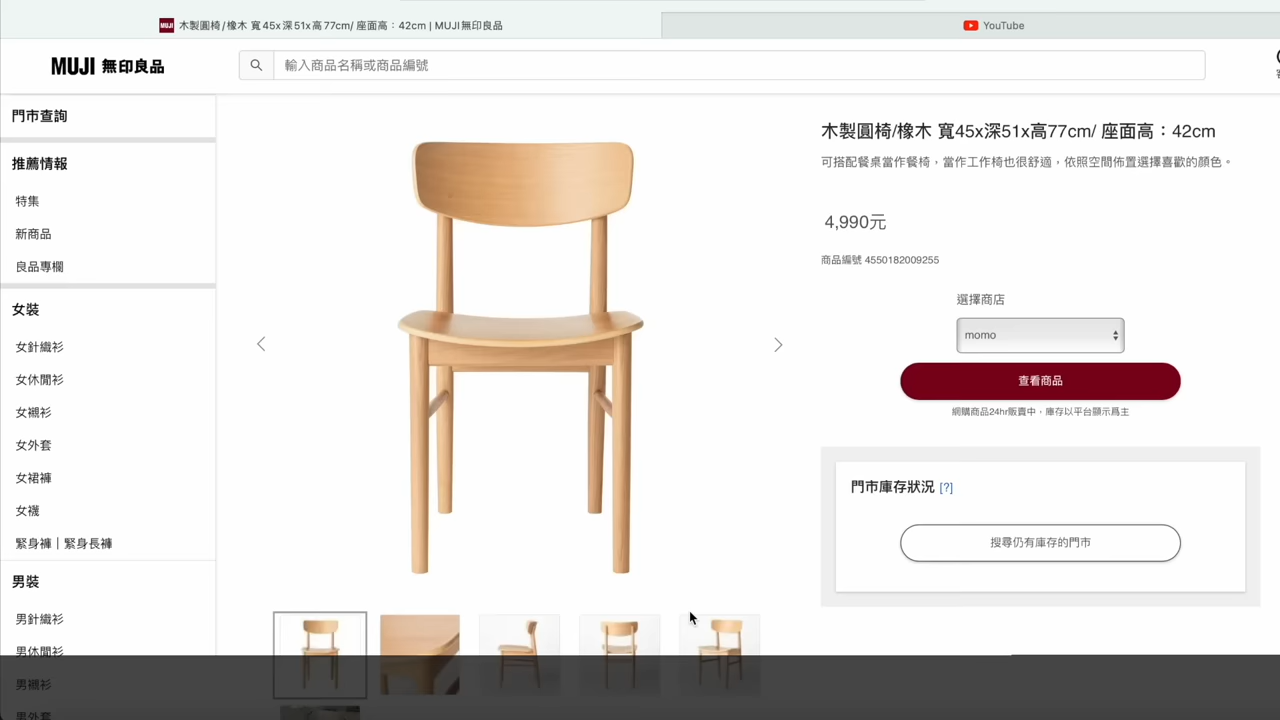 MUJI 木製圓椅/橡木 寬45x深51x高77cm/ 座面高：42cm | MUJI無印良品
YouTube
MUJI 無印良品
輸入商品名稱或商品編號
門市查詢
推薦情報
特集
新商品
良品專欄
女裝
女針織衫
女休閒衫
女襯衫
女外套
女裙褲
女襪
緊身褲｜緊身長褲
男裝
男針織衫
男休閒衫
男襯衫
男外套
木製圓椅/橡木 寬45x深51x高77cm/ 座面高：42cm
可搭配餐桌當作餐椅，當作工作椅也很舒適，依照空間佈置選擇喜歡的顏色。
4,990元
商品編號 4550182009255
選擇商店
momo
查看商品
網購商品24hr販賣中，庫存以平台顯示爲主
門市庫存狀況 [?]
搜尋仍有庫存的門市